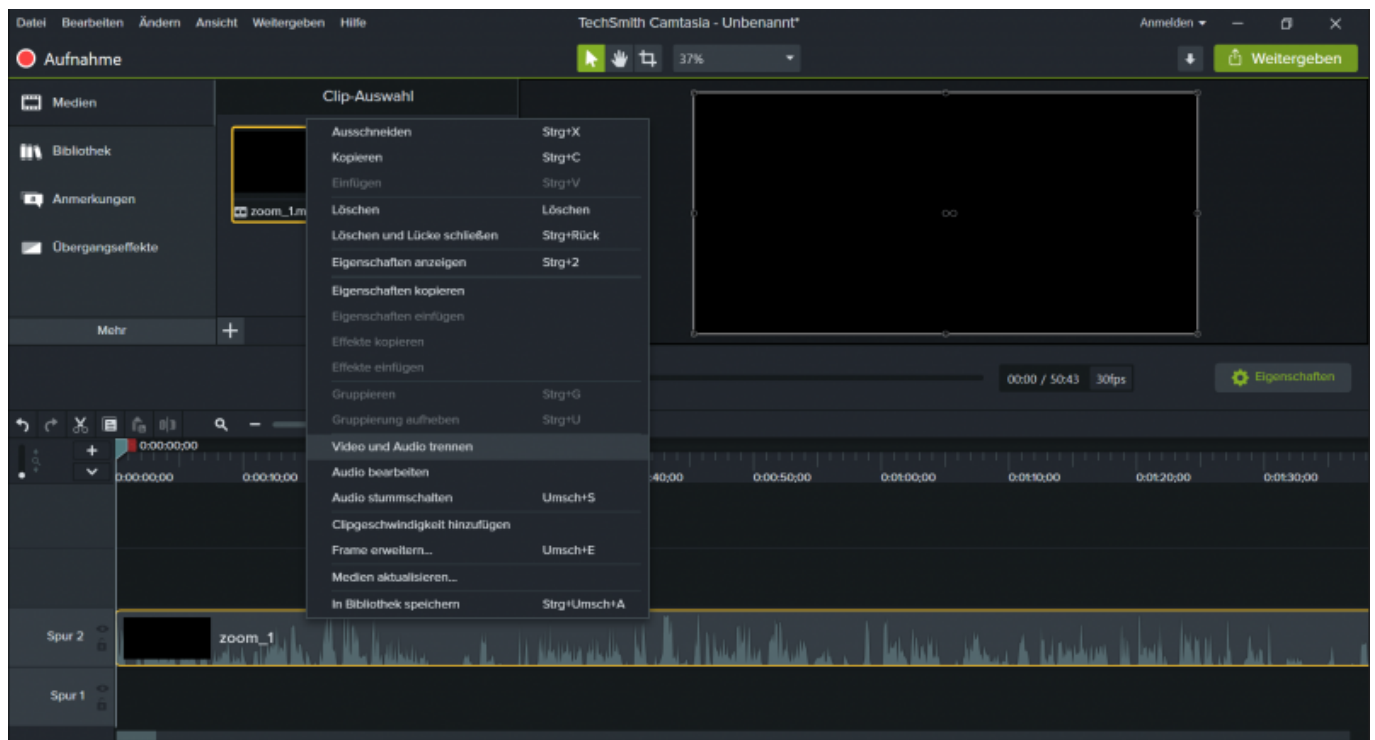 Datei Bearbeiten Ändern Ansicht Weitergeben Hilfe TechSmith Camtasia - Unbenannt* Anmelden
Aufnahme 37% Weitergeben
Medien
Bibliothek
Anmerkungen
Übergangseffekte
Mehr
Clip-Auswahl
zoom_1.m
Ausschneiden Strg+X
Kopieren Strg+C
Einfügen Strg+V
Löschen Löschen
Löschen und Lücke schließen Strg+Rück
Eigenschaften anzeigen Strg+2
Eigenschaften kopieren
Eigenschaften einfügen
Effekte kopieren
Effekte einfügen
Gruppieren Strg+G
Gruppierung aufheben Strg+U
Video und Audio trennen
Audio bearbeiten
Audio stummschalten Umsch+S
Clipgeschwindigkeit hinzufügen
Frame erweitern... Umsch+E
Medien aktualisieren...
In Bibliothek speichern Strg+Umsch+A
00:00 / 50:43 30fps Eigenschaften
0:00:00;00
0:00:00;00 0:00:10;00 :40;00 0:00:50;00 0:01:00;00 0:01:10;00 0:01:20;00 0:01:30;00
Spur 2 zoom_1
Spur 1